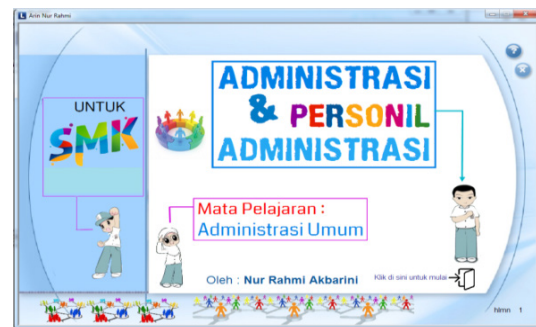 Arin Nur Rahmi
UNTUK
SMK
ADMINISTRASI
& PERSONIL
ADMINISTRASI
Mata Pelajaran :
Administrasi Umum
Oleh : Nur Rahmi Akbarini
Klik di sini untuk mulai
hlmn 1